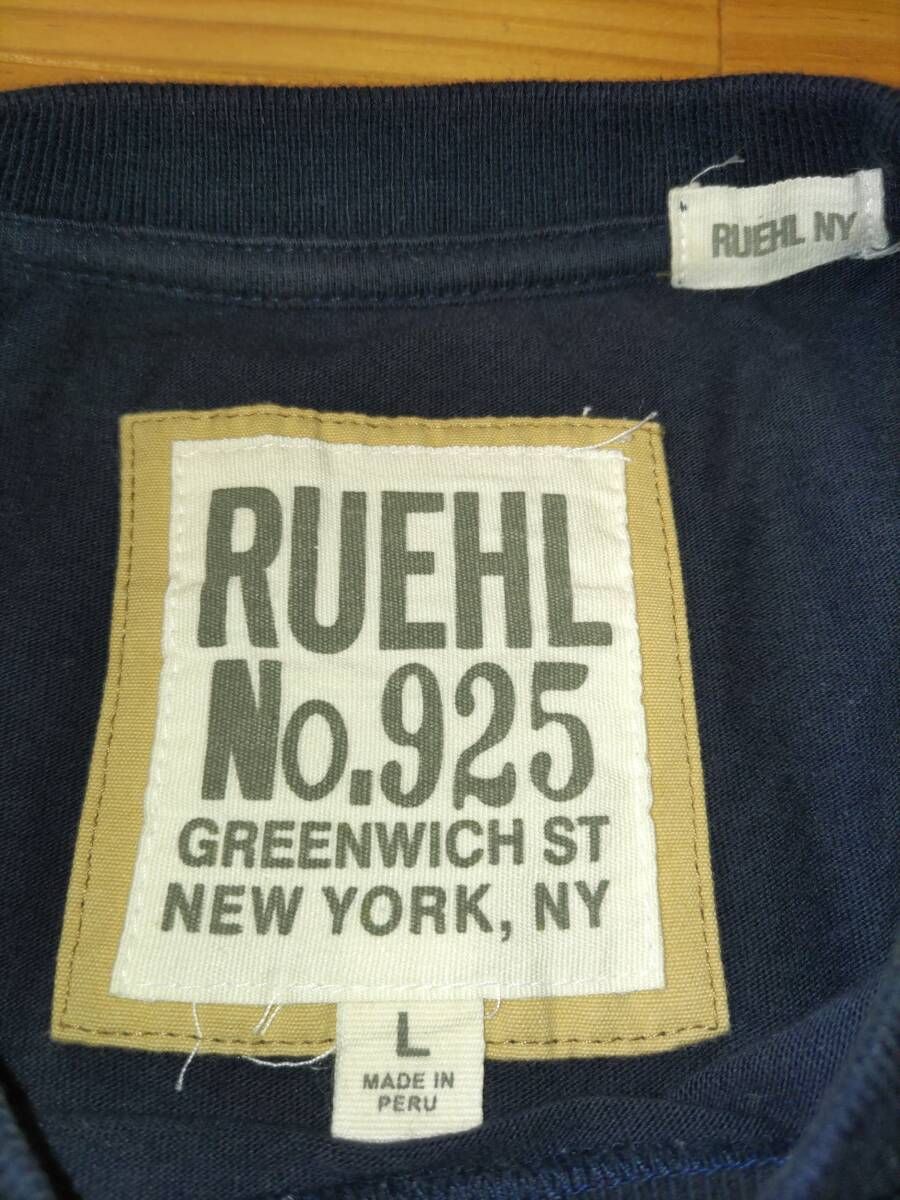 RUEHL NY
RUEHL
No.925
GREENWICH ST
NEW YORK, NY
L
MADE IN
PERU